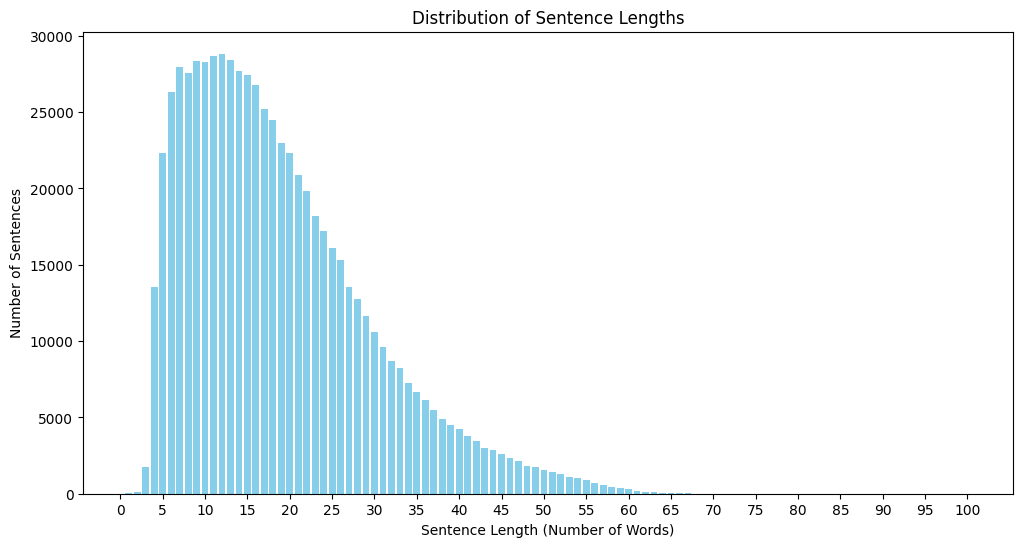 Distribution of Sentence Lengths
30000
25000
20000
15000
10000
5000
0
Number of Sentences
0 5 10 15 20 25 30 35 40 45 50 55 60 65 70 75 80 85 90 95 100
Sentence Length (Number of Words)